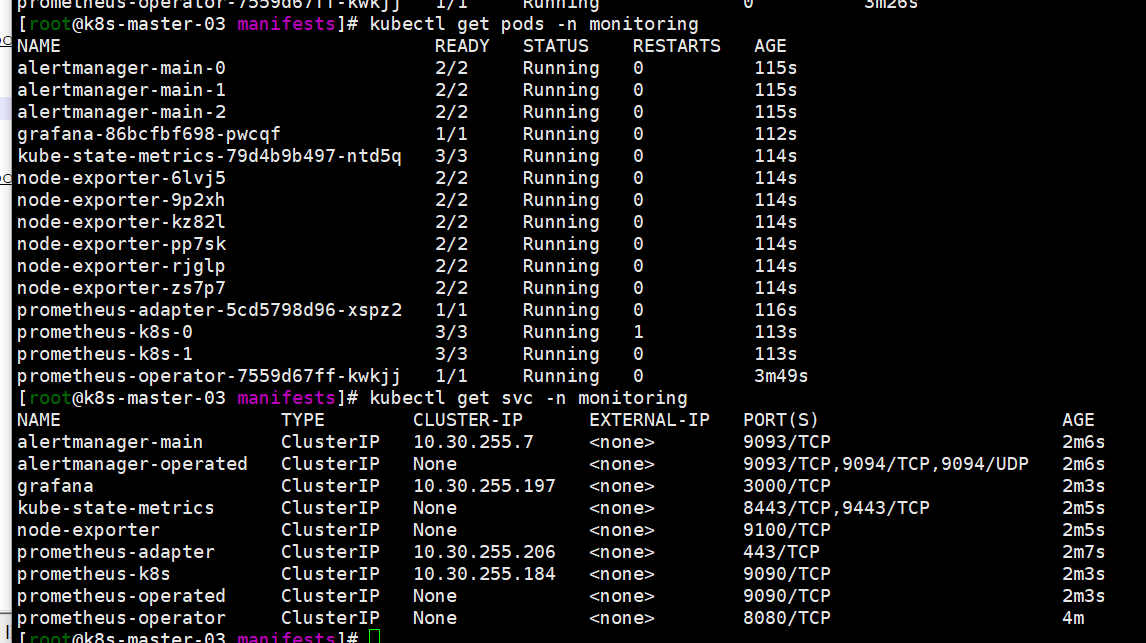 prometheus-operator-7559d67ff-kwkjj   1/1     Running            0          3m26s
[root@k8s-master-03 manifests]# kubectl get pods -n monitoring
NAME                                  READY   STATUS    RESTARTS   AGE
alertmanager-main-0                   2/2     Running   0          115s
alertmanager-main-1                   2/2     Running   0          115s
alertmanager-main-2                   2/2     Running   0          115s
grafana-86bcfbf698-pwcqf              1/1     Running   0          112s
kube-state-metrics-79d4b9b497-ntd5q   3/3     Running   0          114s
node-exporter-6lvj5                   2/2     Running   0          114s
node-exporter-9p2xh                   2/2     Running   0          114s
node-exporter-kz82l                   2/2     Running   0          114s
node-exporter-pp7sk                   2/2     Running   0          114s
node-exporter-rjglp                   2/2     Running   0          114s
node-exporter-zs7p7                   2/2     Running   0          114s
prometheus-adapter-5cd5798d96-xspz2   1/1     Running   0          116s
prometheus-k8s-0                      3/3     Running   1          113s
prometheus-k8s-1                      3/3     Running   0          113s
prometheus-operator-7559d67ff-kwkjj   1/1     Running   0          3m49s
[root@k8s-master-03 manifests]# kubectl get svc -n monitoring
NAME                    TYPE        CLUSTER-IP      EXTERNAL-IP   PORT(S)                      AGE
alertmanager-main       ClusterIP   10.30.255.7     <none>        9093/TCP                     2m6s
alertmanager-operated   ClusterIP   None            <none>        9093/TCP,9094/TCP,9094/UDP   2m6s
grafana                 ClusterIP   10.30.255.197   <none>        3000/TCP                     2m3s
kube-state-metrics      ClusterIP   None            <none>        8443/TCP,9443/TCP            2m5s
node-exporter           ClusterIP   None            <none>        9100/TCP                     2m5s
prometheus-adapter      ClusterIP   10.30.255.206   <none>        443/TCP                      2m7s
prometheus-k8s          ClusterIP   10.30.255.184   <none>        9090/TCP                     2m3s
prometheus-operated     ClusterIP   None            <none>        9090/TCP                     2m3s
prometheus-operator     ClusterIP   None            <none>        8080/TCP                     4m
[root@k8s-master-03 manifests]#